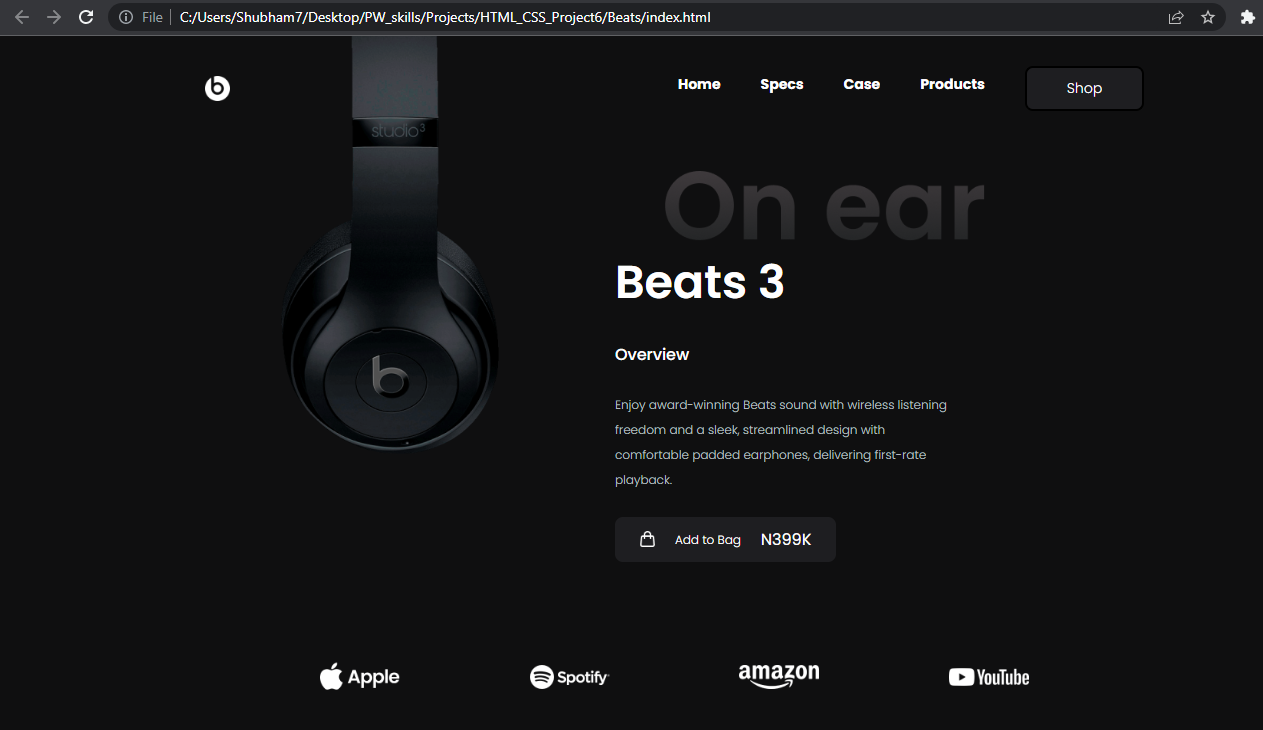 File | C:/Users/Shubham7/Desktop/PW_skills/Projects/HTML_CSS_Project6/Beats/index.html
b
Home Specs Case Products Shop
studio³
On ear
Beats 3
Overview
Enjoy award-winning Beats sound with wireless listening
freedom and a sleek, streamlined design with
comfortable padded earphones, delivering first-rate
playback.
b
Add to Bag N399K
Apple Spotify amazon YouTube